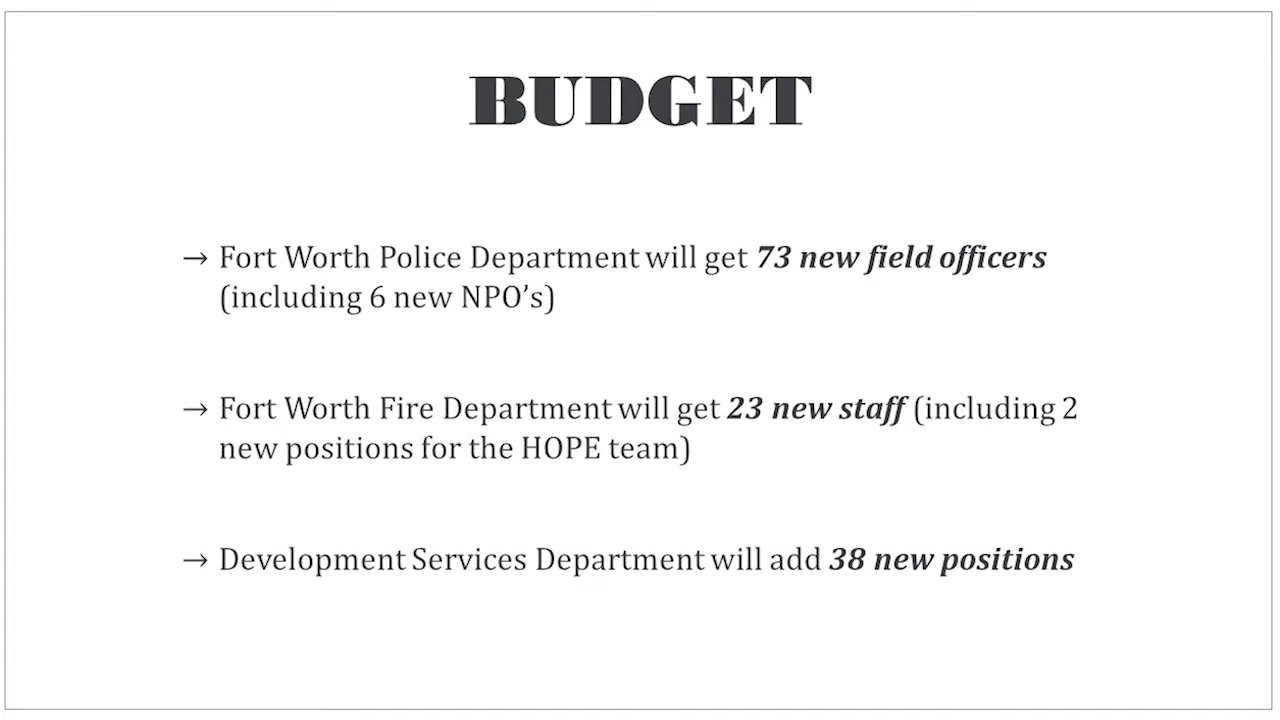 BUDGET
→ Fort Worth Police Department will get 73 new field officers
(including 6 new NPO’s)
→ Fort Worth Fire Department will get 23 new staff (including 2
new positions for the HOPE team)
→ Development Services Department will add 38 new positions